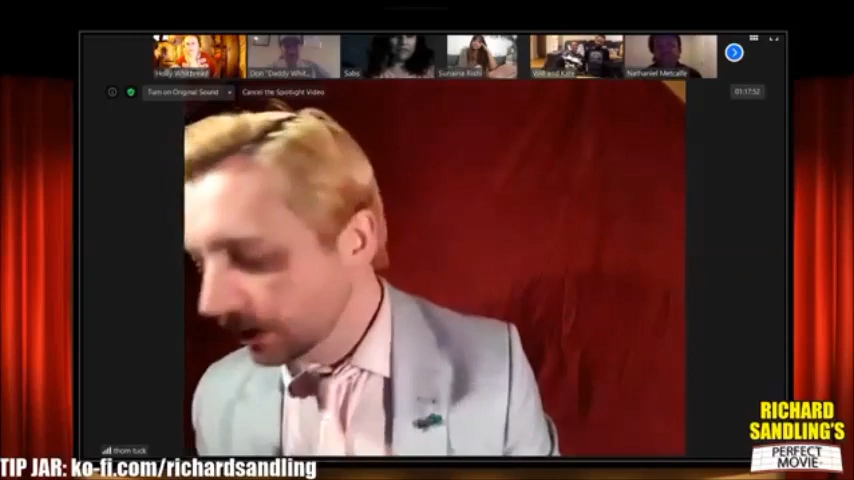 Holly Whitbread
Don "Daddy Whit...
Sabs
Sunaina Rishi
Will and Kate
Nathaniel Metcalfe
Turn on Original Sound
Cancel the Spotlight Video
01:17:52
thom tuck
RICHARD
SANDLING'S
PERFECT
MOVIE
TIP JAR: ko-fi.com/richardsandling